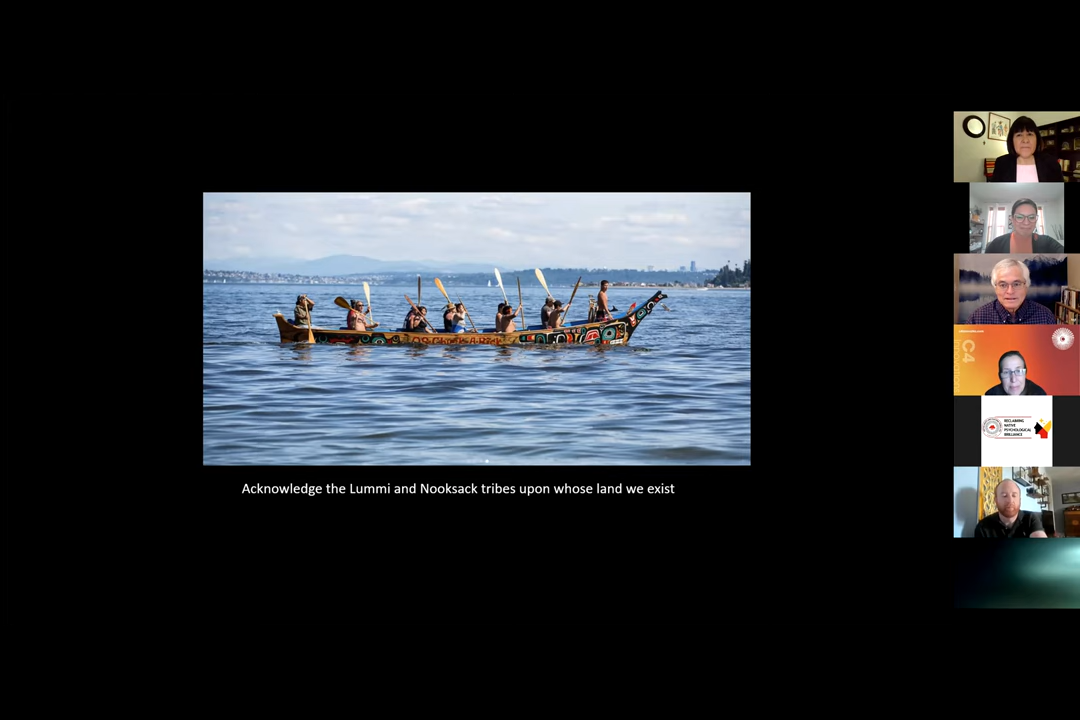 Acknowledge the Lummi and Nooksack tribes upon whose land we exist
C4
RECLAIMING
NATIVE
PSYCHOLOGICAL
BRILLIANCE